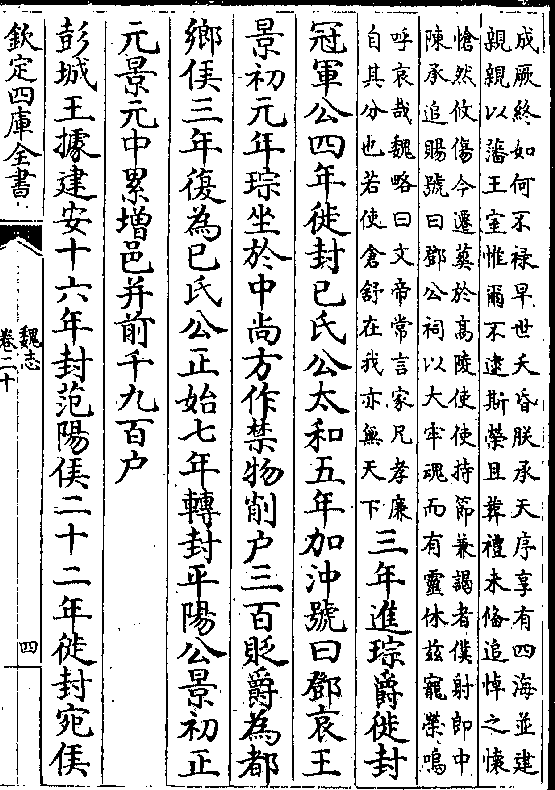 成厥終如何不禄早世夭昏朕承天序享有四海並建
親親以藩王室惟爾不逮斯榮且葬禮未備追悼之懐
愴然攸傷今遷葬於髙陵使使持節兼謁者僕射郎中
陳承追賜號曰鄧公祠以大牢魂而有靈休兹寵榮嗚
呼哀哉魏略曰文帝常言家兄孝廉
自其分也若使倉舒在我亦無天下
三年進琮爵徙封
冠軍公四年徙封已氏公太和五年加沖號曰鄧哀王
景初元年琮坐於中尚方作禁物削户三百貶爵為都
鄉侯三年復為已氏公正始七年轉封平陽公景初正
元景元中累増邑并前千九百户
彭城王據建安十六年封范陽侯二十二年徙封宛侯
欽定四庫全書
魏志
卷二十
四